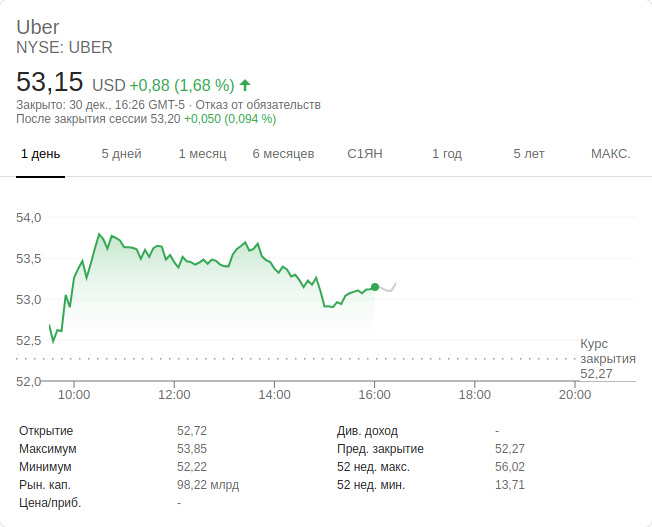 Uber
NYSE: UBER
53,15 USD +0,88 (1,68 %)
Закрыто: 30 дек., 16:26 GMT-5 · Отказ от обязательств
После закрытия сессии 53,20 +0,050 (0,094 %)
1 день 5 дней 1 месяц 6 месяцев С1ЯН 1 год 5 лет МАКС.
54,0
53,5
53,0
52,5
52,0
Курс
закрытия
52,27
10:00 12:00 14:00 16:00 18:00 20:00
Открытие 52,72 Див. доход -
Максимум 53,85 Пред. закрытие 52,27
Минимум 52,22 52 нед. макс. 56,02
Рын. кап. 98,22 млрд 52 нед. мин. 13,71
Цена/приб. -